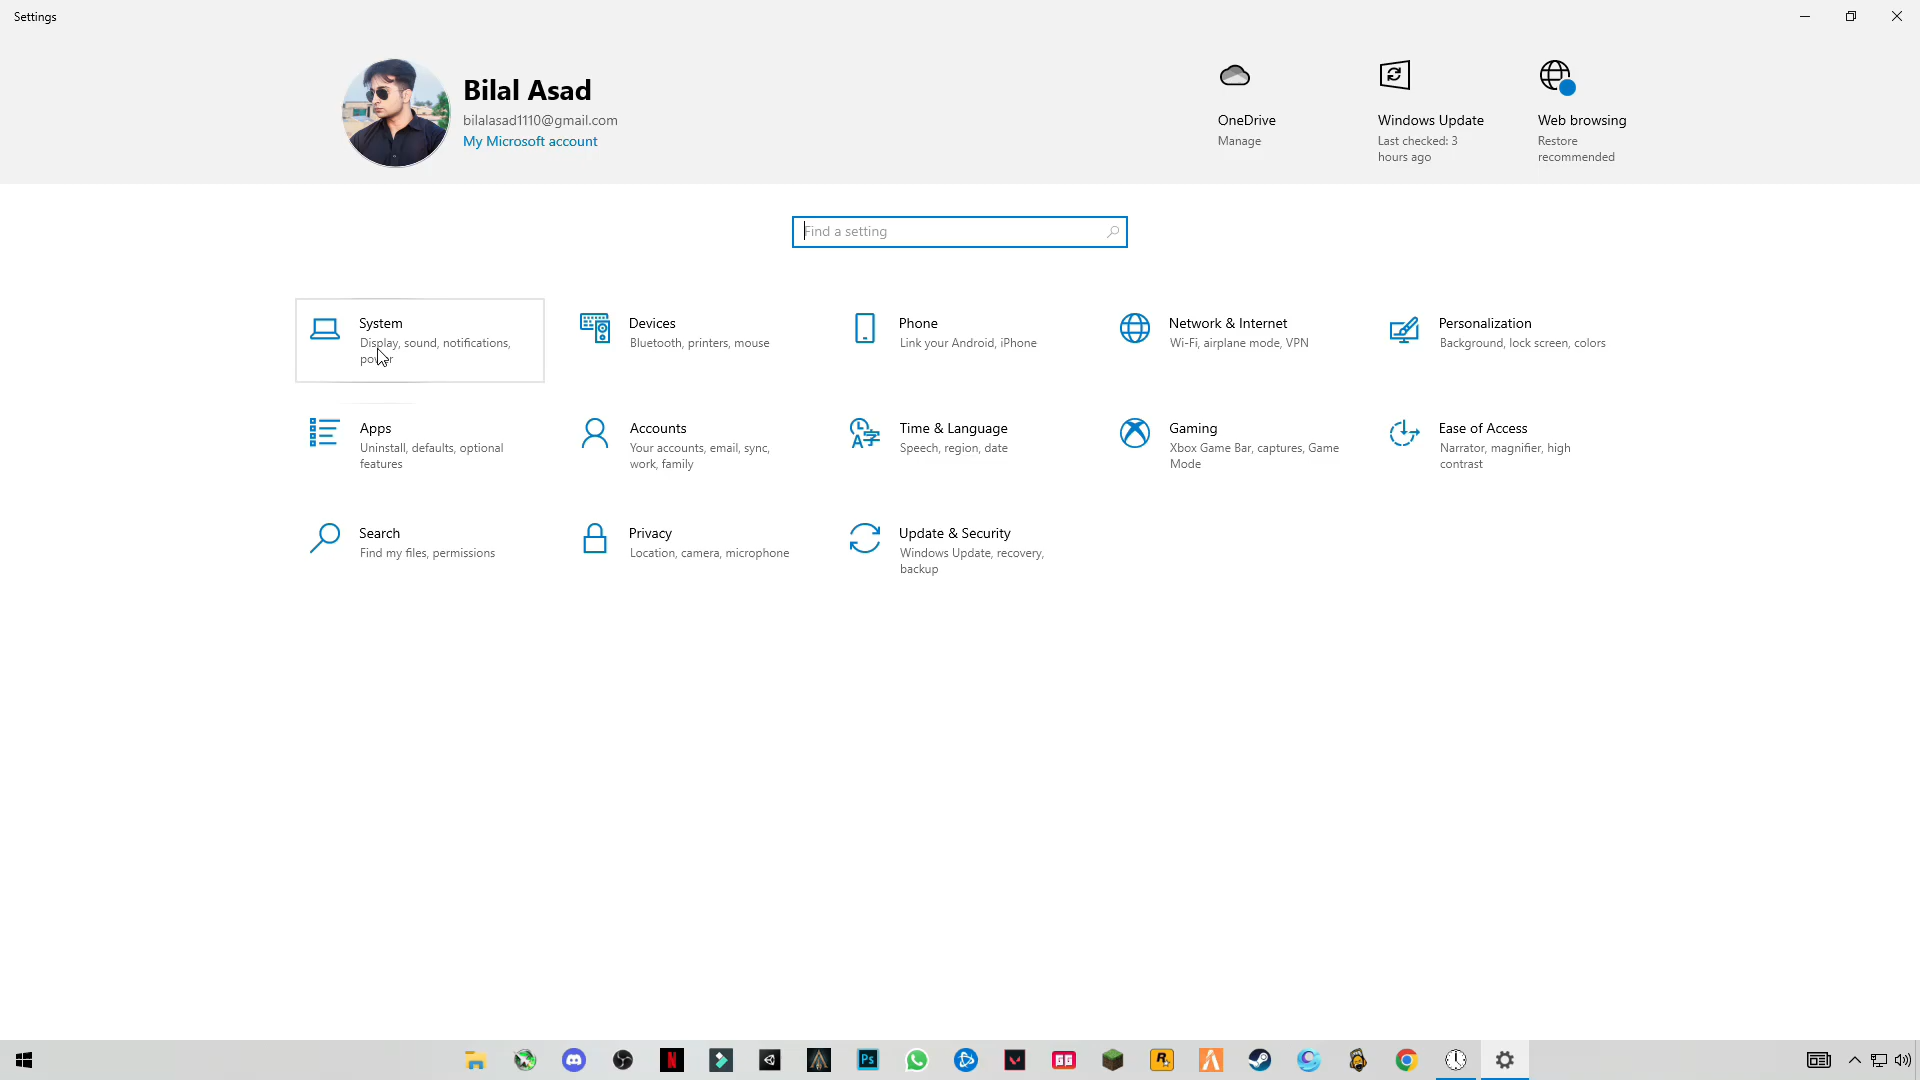 Settings
Bilal Asad
bilalasad1110@gmail.com
My Microsoft account
OneDrive
Manage
Windows Update
Last checked: 3
hours ago
Web browsing
Restore
recommended
Find a setting
System
Display, sound, notifications,
power
Devices
Bluetooth, printers, mouse
Phone
Link your Android, iPhone
Network & Internet
Wi-Fi, airplane mode, VPN
Personalization
Background, lock screen, colors
Apps
Uninstall, defaults, optional
features
Accounts
Your accounts, email, sync,
work, family
Time & Language
Speech, region, date
Gaming
Xbox Game Bar, captures, Game
Mode
Ease of Access
Narrator, magnifier, high
contrast
Search
Find my files, permissions
Privacy
Location, camera, microphone
Update & Security
Windows Update, recovery,
backup